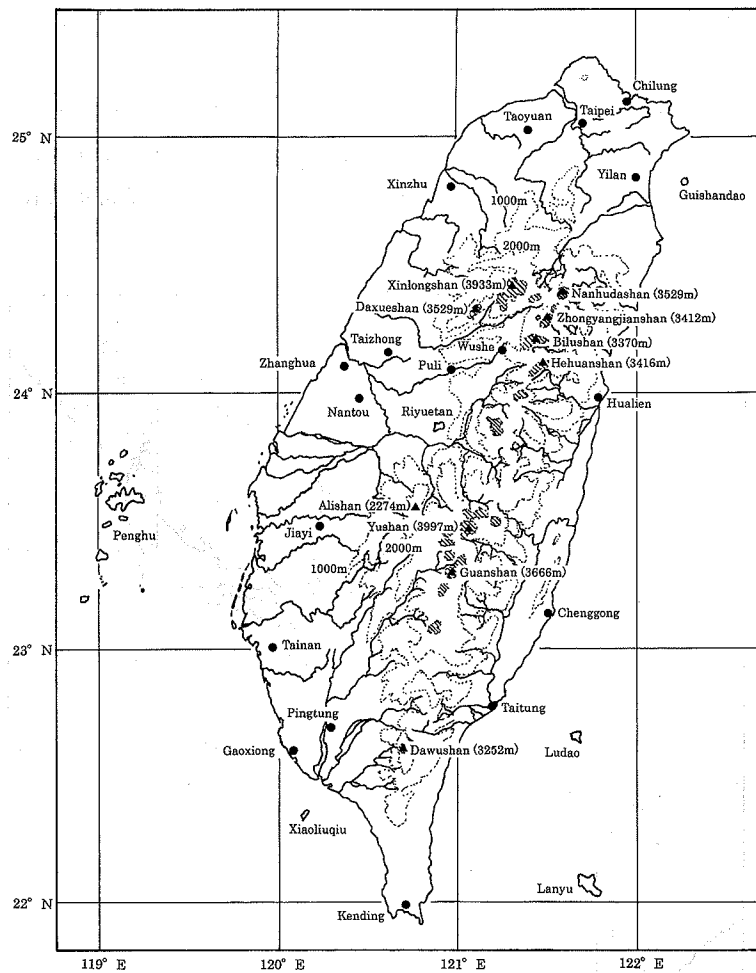 Chilung
Taoyuan
Taipei
25° N
Yilan
Xinzhu
Guishandao
1000m
2000m
Xinlongshan (3933m)
Nanhudashan (3529m)
Daxueshan (3529m)
Zhongyangjianshan (3412m)
Taizhong
Wushe
Bilushan (3370m)
Zhanghua
Puli
Hehuanshan (3416m)
24° N
Nantou
Riyuetan
Hualien
Alishan (2274m)
Penghu
Jiayi
Yushan (3997m)
2000m
1000m
Guanshan (3666m)
Chenggong
23° N
Tainan
Taitung
Pingtung
Gaoxiong
Dawushan (3252m)
Ludao
Xiaoliuqiu
Lanyu
22° N
Kending
119° E
120° E
121° E
122° E